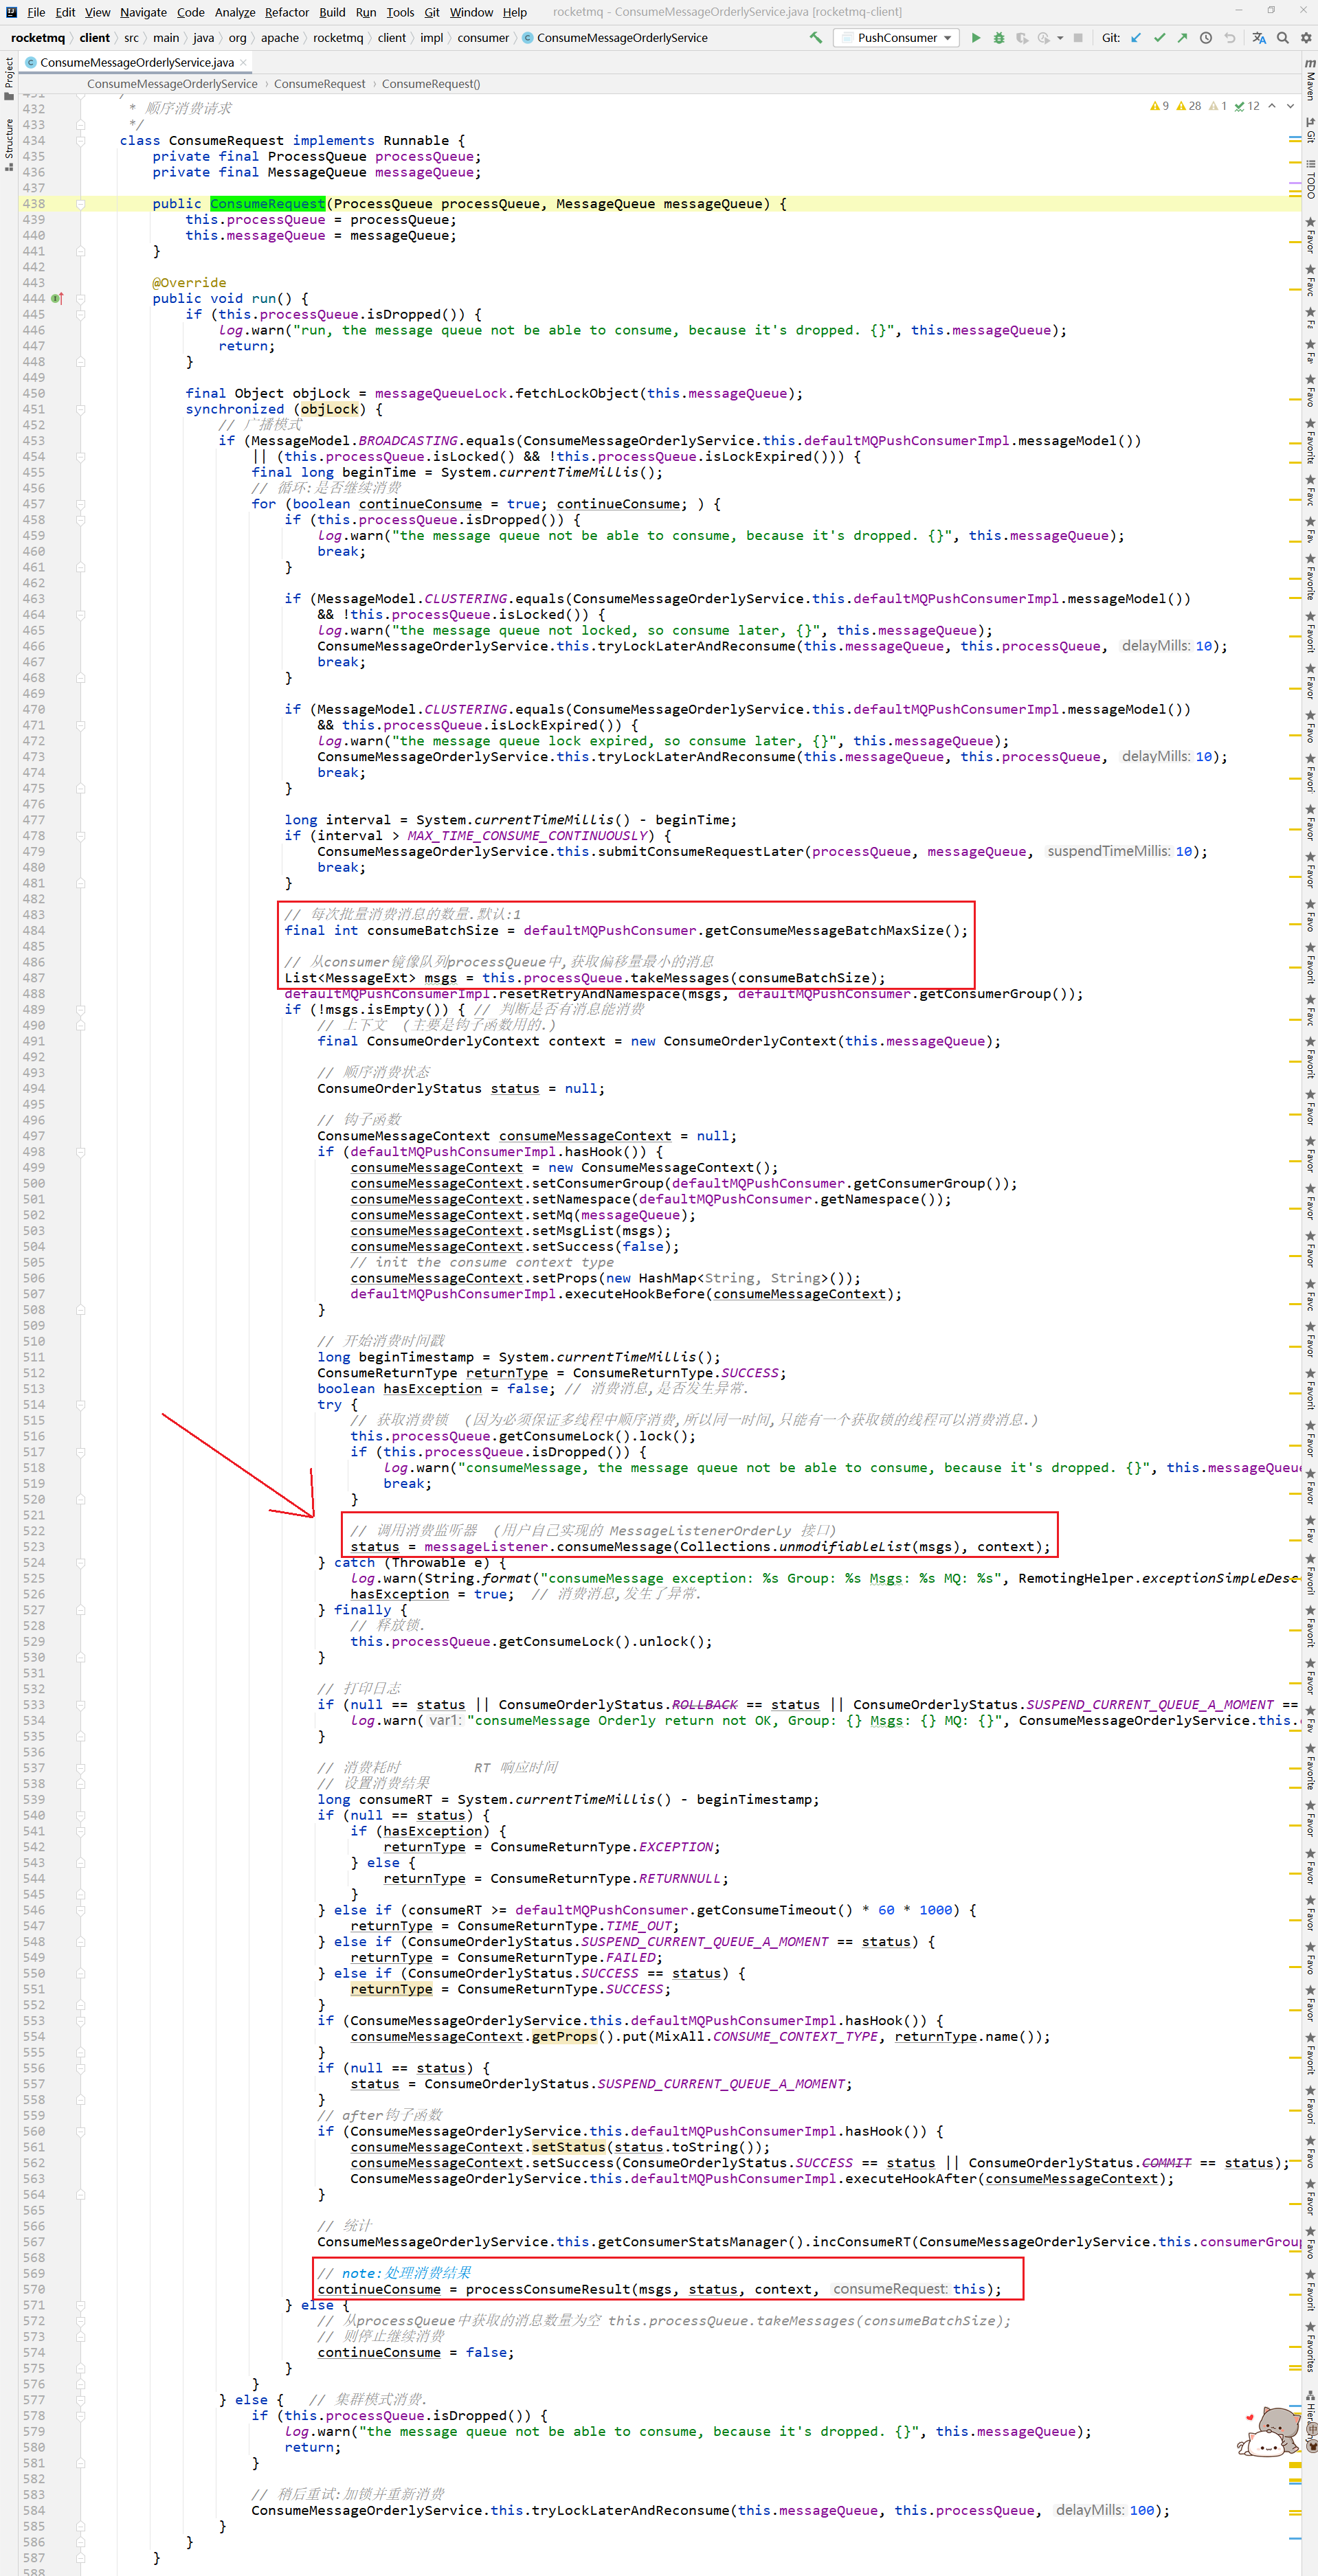 File Edit View Navigate Code Analyze Refactor Build Run Tools Git Window Help rocketmq - ConsumeMessageOrderlyService.java [rocketmq-client]
rocketmq client src main java org apache rocketmq client impl consumer ConsumeMessageOrderlyService PushConsumer Git:
ConsumeMessageOrderlyService.java
ConsumeMessageOrderlyService ConsumeRequest ConsumeRequest()
9 28 1 12
432 * 顺序消费请求
433 */
434 class ConsumeRequest implements Runnable {
435 private final ProcessQueue processQueue;
436 private final MessageQueue messageQueue;
437
438 public ConsumeRequest(ProcessQueue processQueue, MessageQueue messageQueue) {
439 this.processQueue = processQueue;
440 this.messageQueue = messageQueue;
441 }
442
443 @Override
444 public void run() {
445 if (this.processQueue.isDropped()) {
446 log.warn("run, the message queue not be able to consume, because it's dropped. {}", this.messageQueue);
447 return;
448 }
449
450 final Object objLock = messageQueueLock.fetchLockObject(this.messageQueue);
451 synchronized (objLock) {
452 // 广播模式
453 if (MessageModel.BROADCASTING.equals(ConsumeMessageOrderlyService.this.defaultMQPushConsumerImpl.messageModel())
454 || (this.processQueue.isLocked() && !this.processQueue.isLockExpired())) {
455 final long beginTime = System.currentTimeMillis();
456 // 循环:是否继续消费
457 for (boolean continueConsume = true; continueConsume; ) {
458 if (this.processQueue.isDropped()) {
459 log.warn("the message queue not be able to consume, because it's dropped. {}", this.messageQueue);
460 break;
461 }
462
463 if (MessageModel.CLUSTERING.equals(ConsumeMessageOrderlyService.this.defaultMQPushConsumerImpl.messageModel())
464 && !this.processQueue.isLocked()) {
465 log.warn("the message queue not locked, so consume later, {}", this.messageQueue);
466 ConsumeMessageOrderlyService.this.tryLockLaterAndReconsume(this.messageQueue, this.processQueue, delayMills: 10);
467 break;
468 }
469
470 if (MessageModel.CLUSTERING.equals(ConsumeMessageOrderlyService.this.defaultMQPushConsumerImpl.messageModel())
471 && this.processQueue.isLockExpired()) {
472 log.warn("the message queue lock expired, so consume later, {}", this.messageQueue);
473 ConsumeMessageOrderlyService.this.tryLockLaterAndReconsume(this.messageQueue, this.processQueue, delayMills: 10);
474 break;
475 }
476
477 long interval = System.currentTimeMillis() - beginTime;
478 if (interval > MAX_TIME_CONSUME_CONTINUOUSLY) {
479 ConsumeMessageOrderlyService.this.submitConsumeRequestLater(processQueue, messageQueue, suspendTimeMillis: 10);
480 break;
481 }
482
483 // 每次批量消费消息的数量.默认:1
484 final int consumeBatchSize = defaultMQPushConsumer.getConsumeMessageBatchMaxSize();
485
486 // 从consumer镜像队列processQueue中,获取偏移量最小的消息
487 List<MessageExt> msgs = this.processQueue.takeMessages(consumeBatchSize);
488 defaultMQPushConsumerImpl.resetRetryAndNamespace(msgs, defaultMQPushConsumer.getConsumerGroup());
489 if (!msgs.isEmpty()) { // 判断是否有消息能消费
490 // 上下文 (主要是钩子函数用的.)
491 final ConsumeOrderlyContext context = new ConsumeOrderlyContext(this.messageQueue);
492
493 // 顺序消费状态
494 ConsumeOrderlyStatus status = null;
495
496 // 钩子函数
497 ConsumeMessageContext consumeMessageContext = null;
498 if (defaultMQPushConsumerImpl.hasHook()) {
499 consumeMessageContext = new ConsumeMessageContext();
500 consumeMessageContext.setConsumerGroup(defaultMQPushConsumer.getConsumerGroup());
501 consumeMessageContext.setNamespace(defaultMQPushConsumer.getNamespace());
502 consumeMessageContext.setMq(messageQueue);
503 consumeMessageContext.setMsgList(msgs);
504 consumeMessageContext.setSuccess(false);
505 // init the consume context type
506 consumeMessageContext.setProps(new HashMap<String, String>());
507 defaultMQPushConsumerImpl.executeHookBefore(consumeMessageContext);
508 }
509
510 // 开始消费时间戳
511 long beginTimestamp = System.currentTimeMillis();
512 ConsumeReturnType returnType = ConsumeReturnType.SUCCESS;
513 boolean hasException = false; // 消费消息,是否发生异常.
514 try {
515 // 获取消费锁 (因为必须保证多线程中顺序消费,所以同一时间,只能有一个获取锁的线程可以消费消息.)
516 this.processQueue.getConsumeLock().lock();
517 if (this.processQueue.isDropped()) {
518 log.warn("consumeMessage, the message queue not be able to consume, because it's dropped. {}", this.messageQueue
519 break;
520 }
521
522 // 调用消费监听器 (用户自己实现的 MessageListenerOrderly 接口)
523 status = messageListener.consumeMessage(Collections.unmodifiableList(msgs), context);
524 } catch (Throwable e) {
525 log.warn(String.format("consumeMessage exception: %s Group: %s Msgs: %s MQ: %s", RemotingHelper.exceptionSimpleDesc
526 hasException = true; // 消费消息,发生了异常.
527 } finally {
528 // 释放锁.
529 this.processQueue.getConsumeLock().unlock();
530 }
531
532 // 打印日志
533 if (null == status || ConsumeOrderlyStatus.ROLLBACK == status || ConsumeOrderlyStatus.SUSPEND_CURRENT_QUEUE_A_MOMENT ==
534 log.warn( var1: "consumeMessage Orderly return not OK, Group: {} Msgs: {} MQ: {}", ConsumeMessageOrderlyService.this.
535 }
536
537 // 消费耗时 RT 响应时间
538 // 设置消费结果
539 long consumeRT = System.currentTimeMillis() - beginTimestamp;
540 if (null == status) {
541 if (hasException) {
542 returnType = ConsumeReturnType.EXCEPTION;
543 } else {
544 returnType = ConsumeReturnType.RETURNNULL;
545 }
546 } else if (consumeRT >= defaultMQPushConsumer.getConsumeTimeout() * 60 * 1000) {
547 returnType = ConsumeReturnType.TIME_OUT;
548 } else if (ConsumeOrderlyStatus.SUSPEND_CURRENT_QUEUE_A_MOMENT == status) {
549 returnType = ConsumeReturnType.FAILED;
550 } else if (ConsumeOrderlyStatus.SUCCESS == status) {
551 returnType = ConsumeReturnType.SUCCESS;
552 }
553 if (ConsumeMessageOrderlyService.this.defaultMQPushConsumerImpl.hasHook()) {
554 consumeMessageContext.getProps().put(MixAll.CONSUME_CONTEXT_TYPE, returnType.name());
555 }
556 if (null == status) {
557 status = ConsumeOrderlyStatus.SUSPEND_CURRENT_QUEUE_A_MOMENT;
558 }
559 // after钩子函数
560 if (ConsumeMessageOrderlyService.this.defaultMQPushConsumerImpl.hasHook()) {
561 consumeMessageContext.setStatus(status.toString());
562 consumeMessageContext.setSuccess(ConsumeOrderlyStatus.SUCCESS == status || ConsumeOrderlyStatus.COMMIT == status);
563 ConsumeMessageOrderlyService.this.defaultMQPushConsumerImpl.executeHookAfter(consumeMessageContext);
564 }
565
566 // 统计
567 ConsumeMessageOrderlyService.this.getConsumerStatsManager().incConsumeRT(ConsumeMessageOrderlyService.this.consumerGroup
568
569 // note:处理消费结果
570 continueConsume = processConsumeResult(msgs, status, context, consumeRequest: this);
571 } else {
572 // 从processQueue中获取的消息数量为空 this.processQueue.takeMessages(consumeBatchSize);
573 // 则停止继续消费
574 continueConsume = false;
575 }
576 }
577 } else { // 集群模式消费.
578 if (this.processQueue.isDropped()) {
579 log.warn("the message queue not be able to consume, because it's dropped. {}", this.messageQueue);
580 return;
581 }
582
583 // 稍后重试:加锁并重新消费
584 ConsumeMessageOrderlyService.this.tryLockLaterAndReconsume(this.messageQueue, this.processQueue, delayMills: 100);
585 }
586 }
587 }
588
Project
Structure
Maven
Git
TODO
Favorites